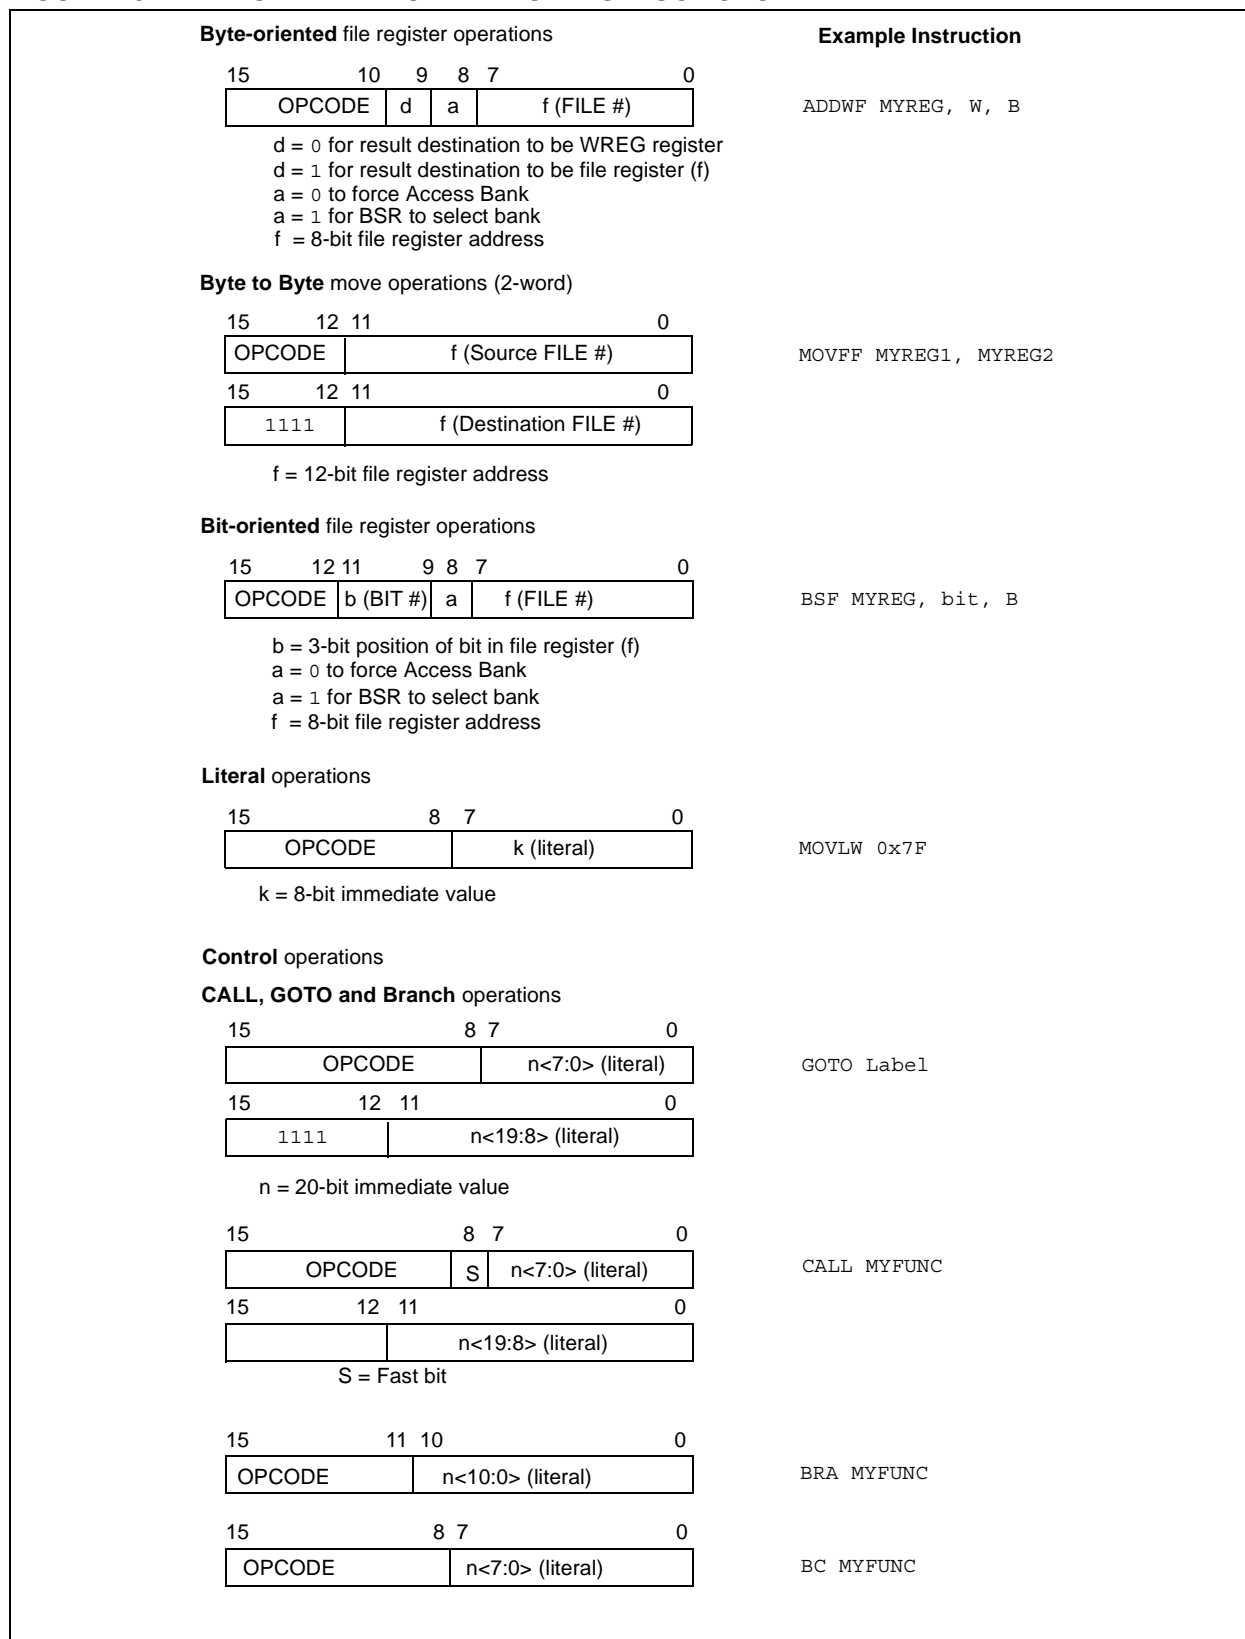 Byte-oriented file register operations Example Instruction
15 10 9 8 7 0
OPCODE d a f (FILE #) ADDWF MYREG, W, B
d = 0 for result destination to be WREG register
d = 1 for result destination to be file register (f)
a = 0 to force Access Bank
a = 1 for BSR to select bank
f = 8-bit file register address
Byte to Byte move operations (2-word)
15 12 11 0
OPCODE f (Source FILE #) MOVFF MYREG1, MYREG2
15 12 11 0
1111 f (Destination FILE #)
f = 12-bit file register address
Bit-oriented file register operations
15 12 11 9 8 7 0
OPCODE b (BIT #) a f (FILE #) BSF MYREG, bit, B
b = 3-bit position of bit in file register (f)
a = 0 to force Access Bank
a = 1 for BSR to select bank
f = 8-bit file register address
Literal operations
15 8 7 0
OPCODE k (literal) MOVLW 0x7F
k = 8-bit immediate value
Control operations
CALL, GOTO and Branch operations
15 8 7 0
OPCODE n<7:0> (literal) GOTO Label
15 12 11 0
1111 n<19:8> (literal)
n = 20-bit immediate value
15 8 7 0
OPCODE S n<7:0> (literal) CALL MYFUNC
15 12 11 0
n<19:8> (literal)
S = Fast bit
15 11 10 0
OPCODE n<10:0> (literal) BRA MYFUNC
15 8 7 0
OPCODE n<7:0> (literal) BC MYFUNC